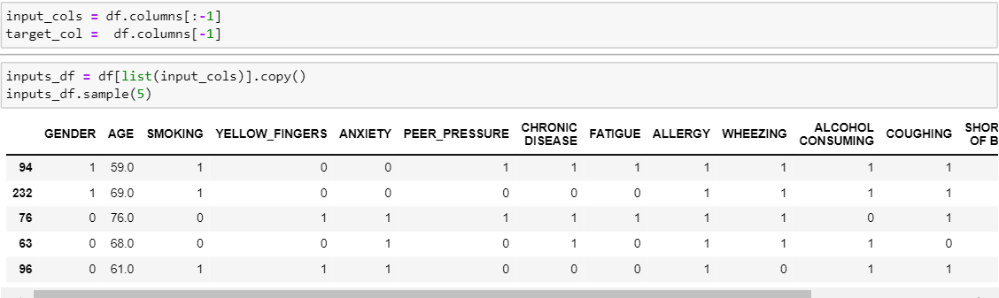 input_cols = df.columns[:-1]
target_col =  df.columns[-1]
inputs_df = df[list(input_cols)].copy()
inputs_df.sample(5)
GENDER AGE SMOKING YELLOW_FINGERS ANXIETY PEER_PRESSURE CHRONIC DISEASE FATIGUE ALLERGY WHEEZING ALCOHOL CONSUMING COUGHING SHOR OF B
94 1 59.0 1 0 0 1 1 1 1 1 1 1
232 1 69.0 1 0 0 0 0 0 1 1 1 1
76 0 76.0 0 1 1 1 1 1 1 1 0 1
63 0 68.0 0 0 1 0 1 0 1 1 1 0
96 0 61.0 1 1 1 0 0 0 1 0 1 1